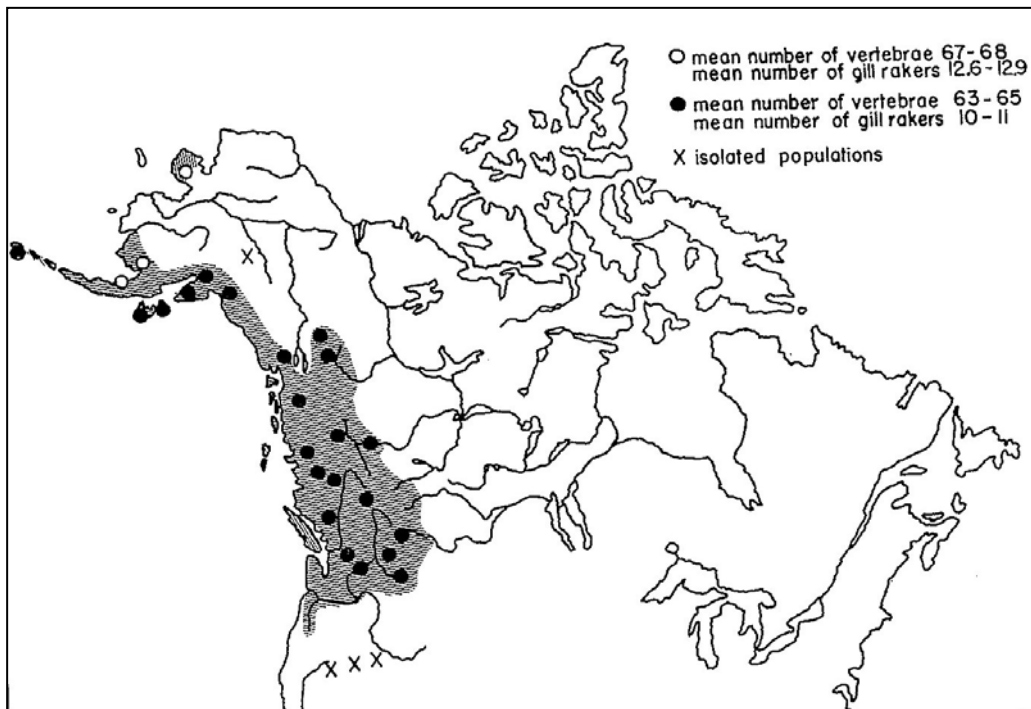 ○ mean number of vertebrae 67-68
mean number of gill rakers 12.6-12.9
● mean number of vertebrae 63-65
mean number of gill rakers 10-11
X isolated populations
X
X X X